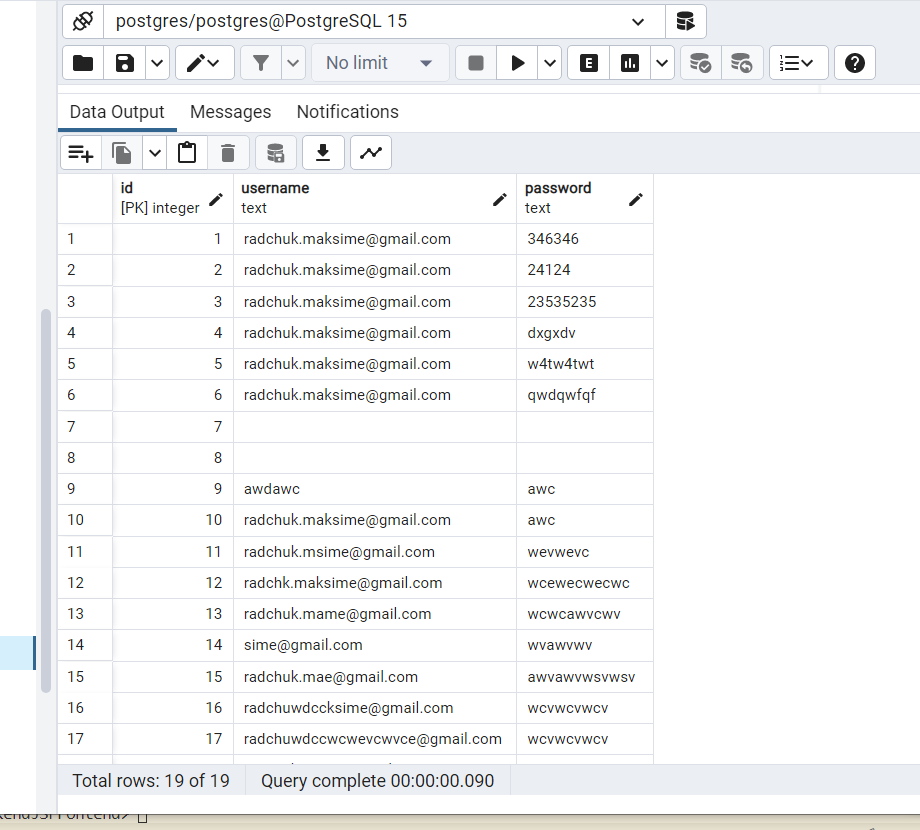 postgres/postgres@PostgreSQL 15
No limit
E
Data Output Messages Notifications
id username password
[PK] integer text text
1 1 radchuk.maksime@gmail.com 346346
2 2 radchuk.maksime@gmail.com 24124
3 3 radchuk.maksime@gmail.com 23535235
4 4 radchuk.maksime@gmail.com dxgxdv
5 5 radchuk.maksime@gmail.com w4tw4twt
6 6 radchuk.maksime@gmail.com qwdqwfqf
7 7
8 8
9 9 awdawc awc
10 10 radchuk.maksime@gmail.com awc
11 11 radchuk.msime@gmail.com wevwevc
12 12 radchk.maksime@gmail.com wcewecwecwc
13 13 radchuk.mame@gmail.com wcwcawvcwv
14 14 sime@gmail.com wvawvwv
15 15 radchuk.mae@gmail.com awvawvwsvwsv
16 16 radchuwdccksime@gmail.com wcvwcvwcv
17 17 radchuwdccwcwevcwvce@gmail.com wcvwcvwcv
Total rows: 19 of 19 Query complete 00:00:00.090